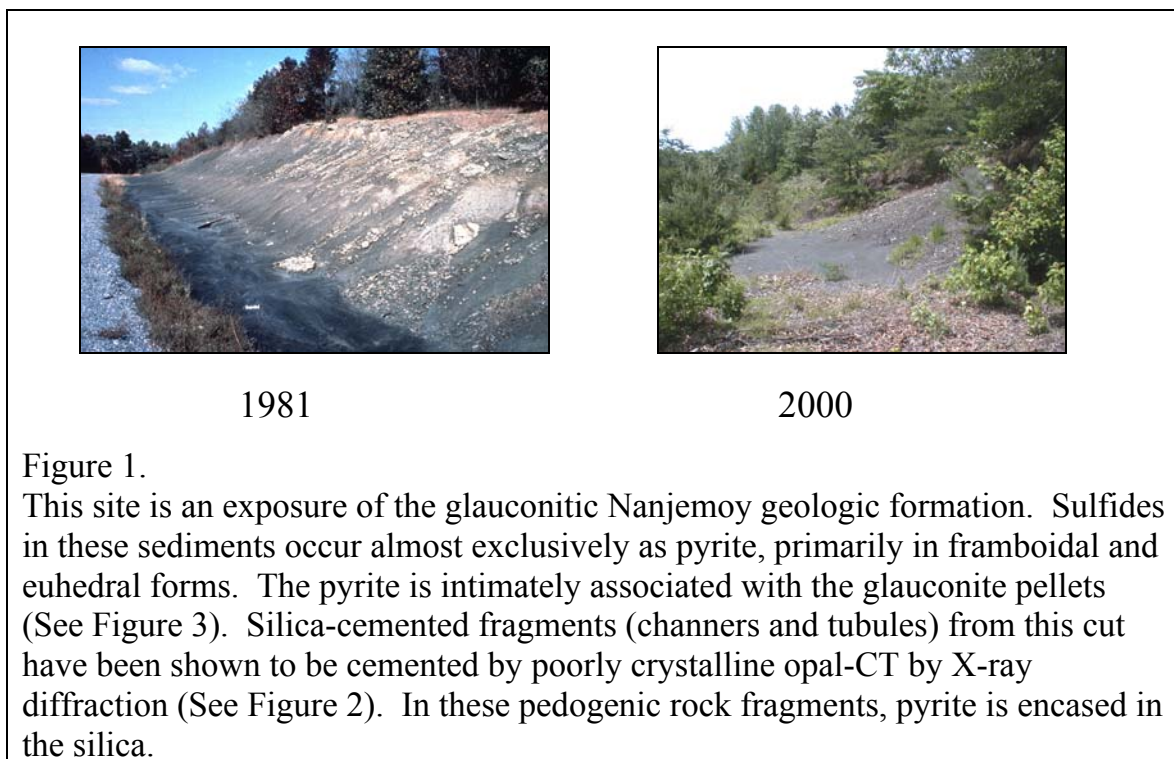 1981 2000
Figure 1.
This site is an exposure of the glauconitic Nanjemoy geologic formation.  Sulfides
in these sediments occur almost exclusively as pyrite, primarily in framboidal and
euhedral forms.  The pyrite is intimately associated with the glauconite pellets
(See Figure 3).  Silica-cemented fragments (channers and tubules) from this cut
have been shown to be cemented by poorly crystalline opal-CT by X-ray
diffraction (See Figure 2).  In these pedogenic rock fragments, pyrite is encased in
the silica.